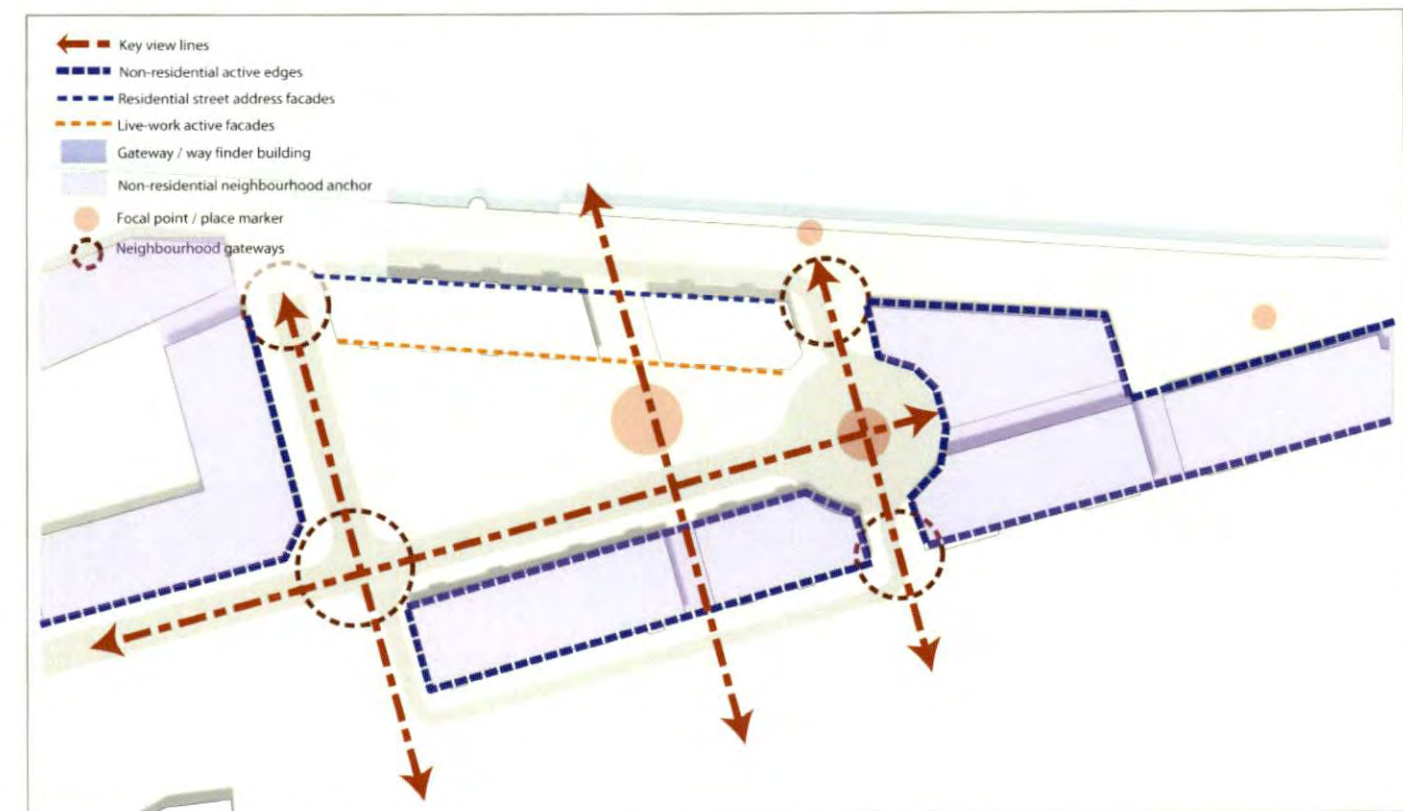 Key view lines
Non-residential active edges
Residential street address facades
Live-work active facades
Gateway / way finder building
Non-residential neighbourhood anchor
Focal point / place marker
Neighbourhood gateways